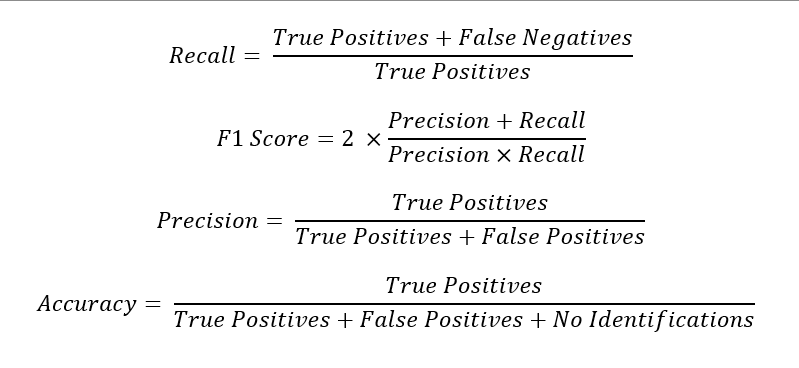 Recall = True Positives + False Negatives / True Positives
F1 Score = 2 × Precision + Recall / Precision × Recall
Precision = True Positives / True Positives + False Positives
Accuracy = True Positives / True Positives + False Positives + No Identifications